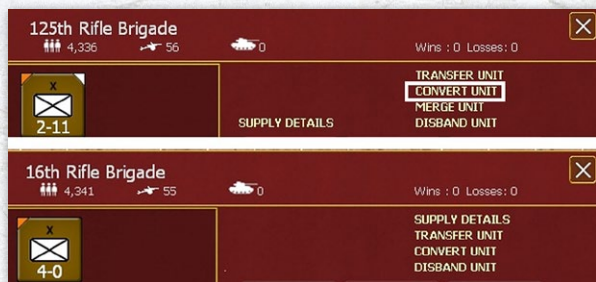 125th Rifle Brigade
4,336 56 0 Wins : 0 Losses: 0
X
2-11
SUPPLY DETAILS
TRANSFER UNIT
CONVERT UNIT
MERGE UNIT
DISBAND UNIT
16th Rifle Brigade
4,341 55 0 Wins : 0 Losses: 0
X
4-0
SUPPLY DETAILS
TRANSFER UNIT
CONVERT UNIT
DISBAND UNIT